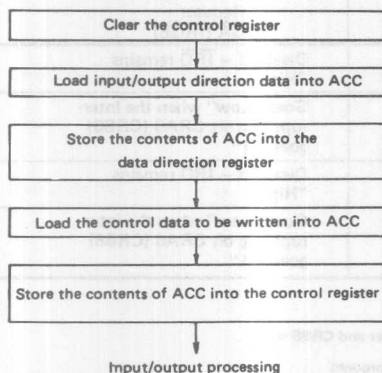 Clear the control register
Load input/output direction data into ACC
Store the contents of ACC into the
data direction register
Load the control data to be written into ACC
Store the contents of ACC into the control register
Input/output processing